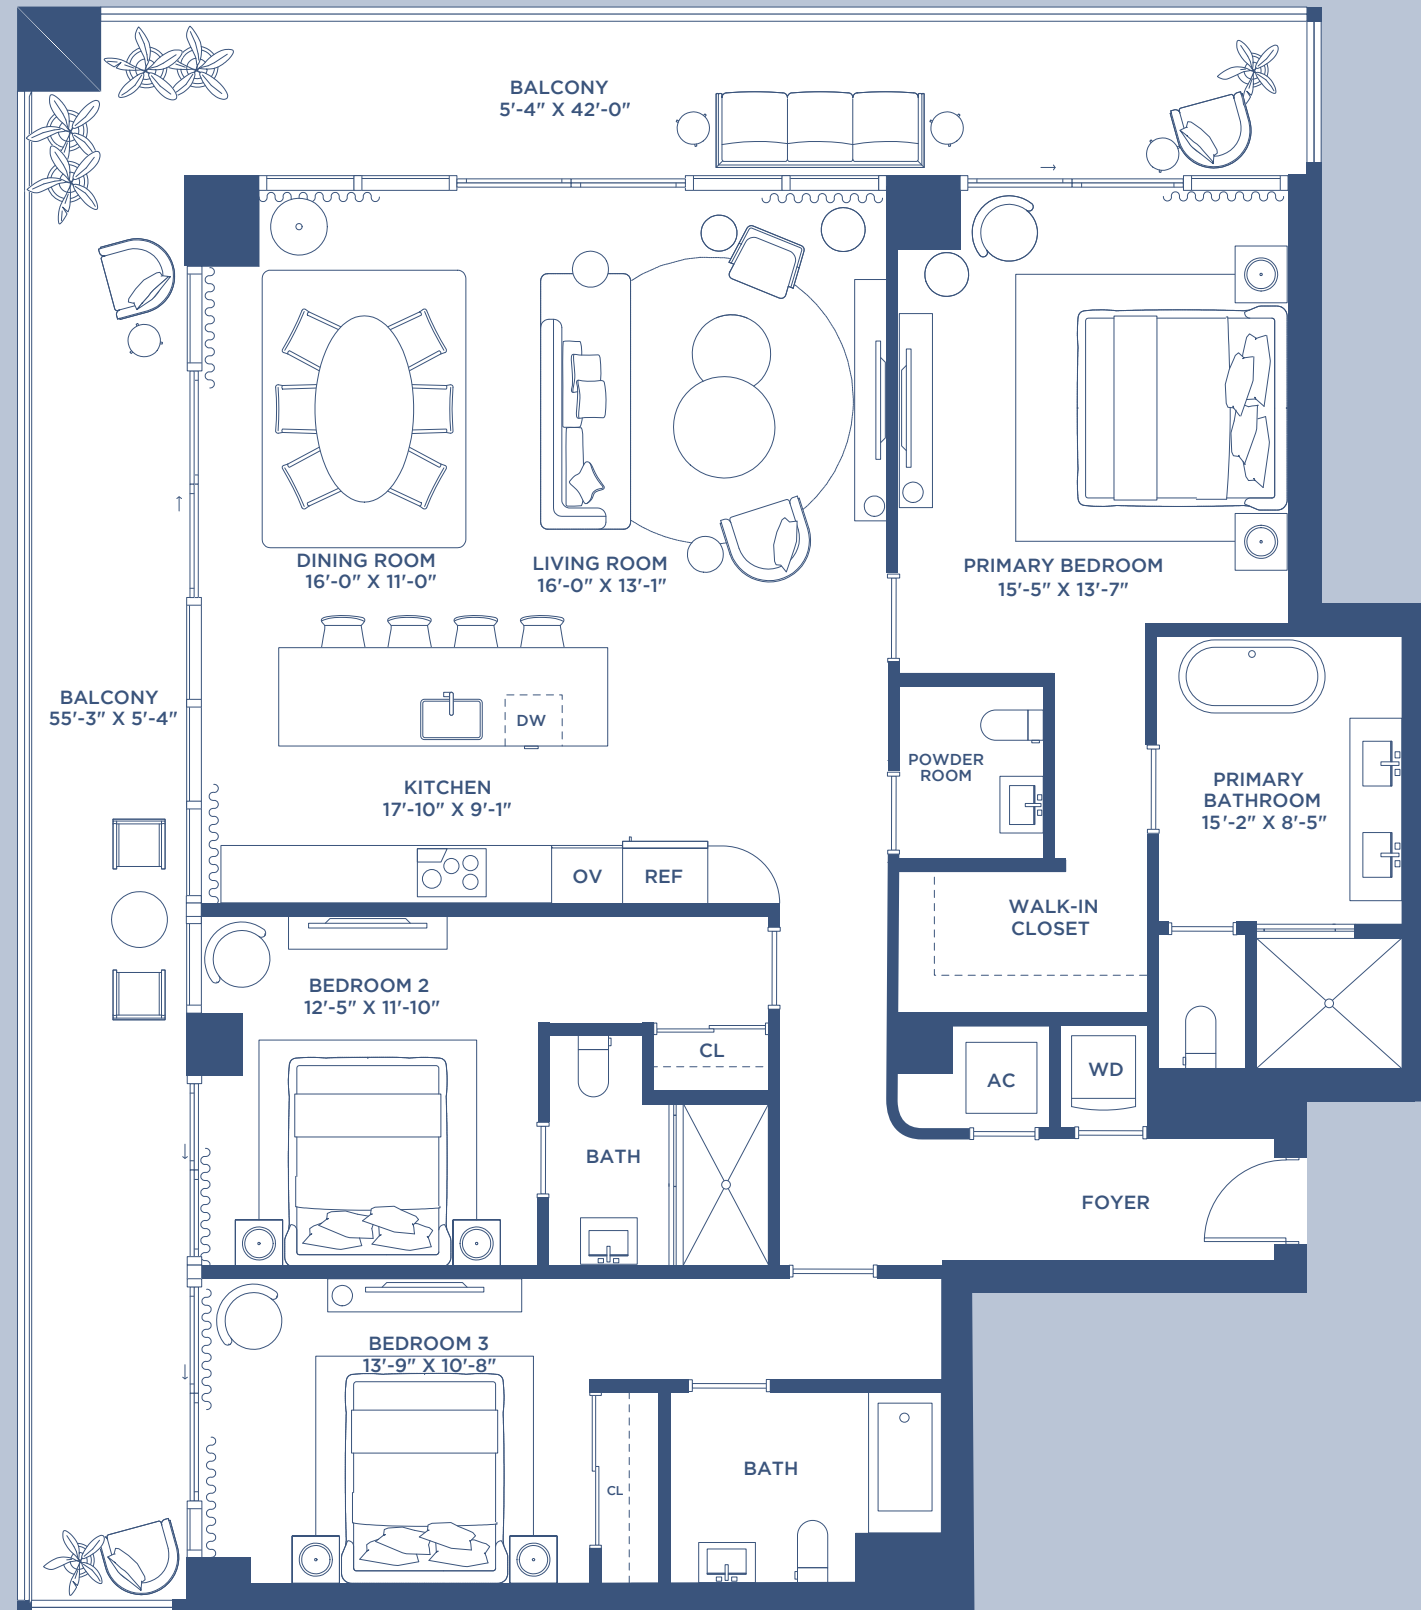 BALCONY
5'-4" X 42'-0"
DINING ROOM
16'-0" X 11'-0"
LIVING ROOM
16'-0" X 13'-1"
PRIMARY BEDROOM
15'-5" X 13'-7"
BALCONY
55'-3" X 5'-4"
DW
KITCHEN
17'-10" X 9'-1"
POWDER
ROOM
PRIMARY
BATHROOM
15'-2" X 8'-5"
OV
REF
WALK-IN
CLOSET
BEDROOM 2
12'-5" X 11'-10"
CL
AC
WD
BATH
FOYER
BEDROOM 3
13'-9" X 10'-8"
CL
BATH